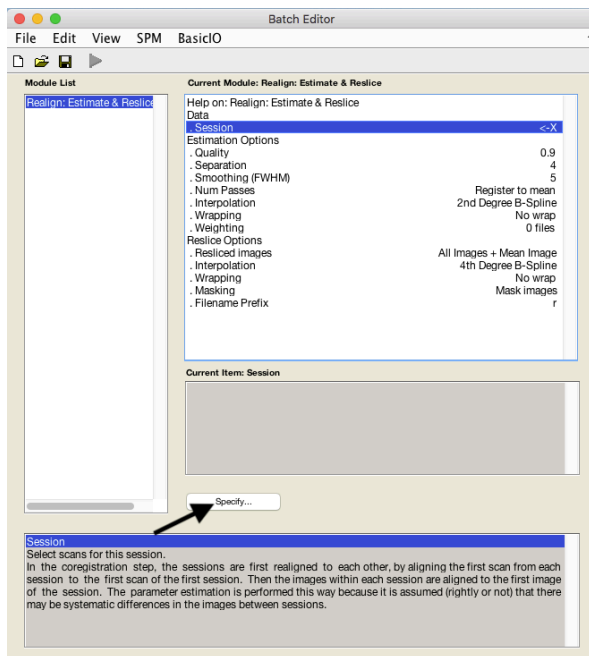 Batch Editor
File Edit View SPM BasicIO
Module List
Current Module: Realign: Estimate & Reslice
Realign: Estimate & Reslice
Help on: Realign: Estimate & Reslice
Data
. Session <-X
Estimation Options
. Quality 0.9
. Separation 4
. Smoothing (FWHM) 5
. Num Passes Register to mean
. Interpolation 2nd Degree B-Spline
. Wrapping No wrap
. Weighting 0 files
Reslice Options
. Resliced images All Images + Mean Image
. Interpolation 4th Degree B-Spline
. Wrapping No wrap
. Masking Mask images
. Filename Prefix r
Current Item: Session
Specify...
Session
Select scans for this session.
In the coregistration step, the sessions are first realigned to each other, by aligning the first scan from each
session to the first scan of the first session. Then the images within each session are aligned to the first image
of the session. The parameter estimation is performed this way because it is assumed (rightly or not) that there
may be systematic differences in the images between sessions.